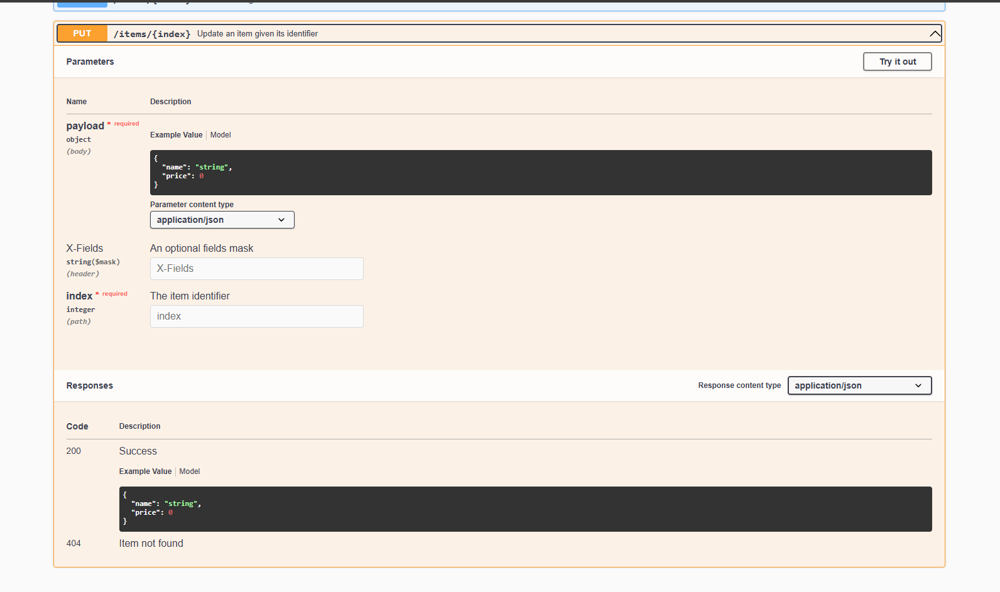 PUT /items/{index} Update an item given its identifier
Parameters Try it out
Name Description
payload * required
object
(body)
Example Value Model
{
"name": "string",
"price": 0
}
Parameter content type
application/json
X-Fields An optional fields mask
string($mask)
(header)
X-Fields
index * required The item identifier
integer
(path)
index
Responses Response content type application/json
Code Description
200 Success
Example Value Model
{
"name": "string",
"price": 0
}
404 Item not found